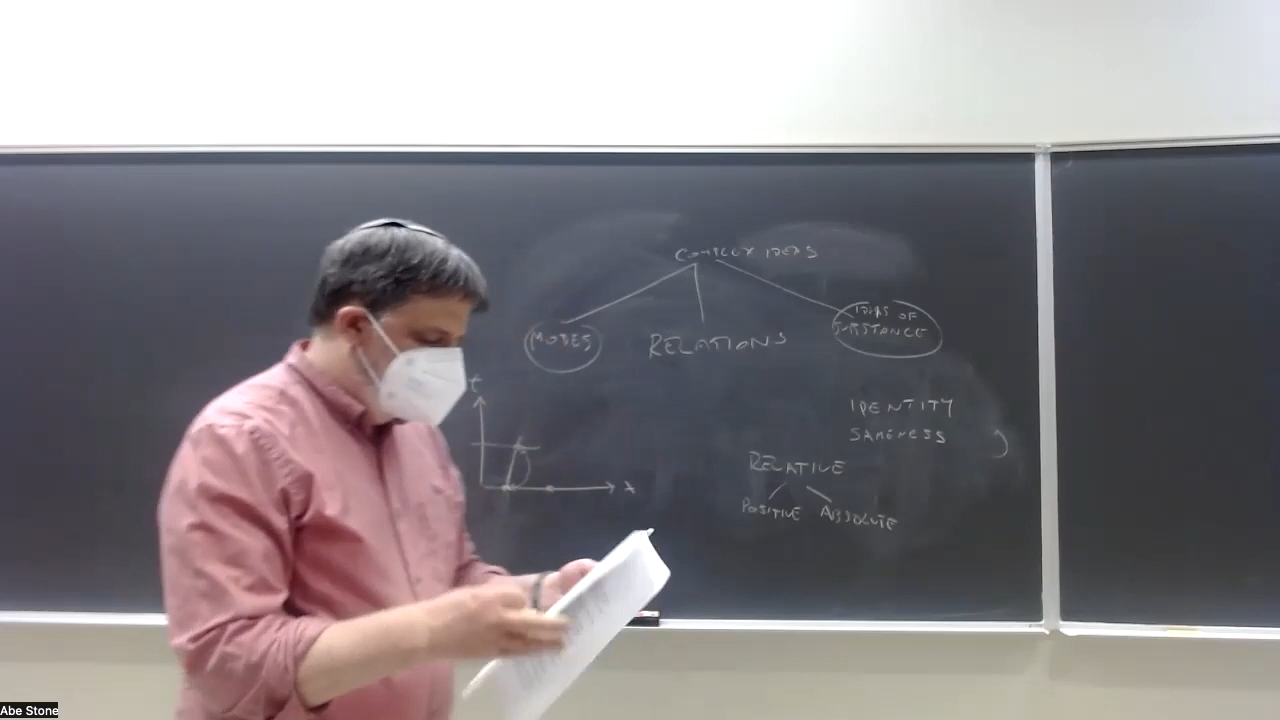 COMPLEX IDEAS
MODES
RELATIONS
IDEAS OF
SUBSTANCE
t
x
IDENTITY
SAMENESS
RELATIVE
POSITIVE ABSOLUTE
Abe Stone